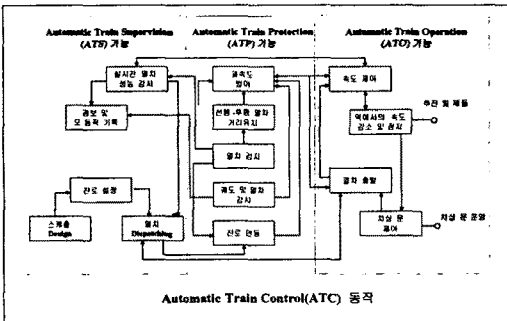 Automatic Train Supervision
(ATS) 기능
Automatic Train Protection
(ATP) 기능
Automatic Train Operation
(ATO) 기능
실시간 열차
성능 감시
경보 및
오 동작 기록
진로 설정
스케쥴
Design
열차
Dispatching
과속도
방어
선행-후행 열차
거리유지
열차 검지
궤도 및 열차
감시
진로 연동
속도 제어
역에서의 속도
감소 및 정지
추진 및 제동
열차 출발
차상 문
제어
차상 문 운영
Automatic Train Control(ATC) 동작